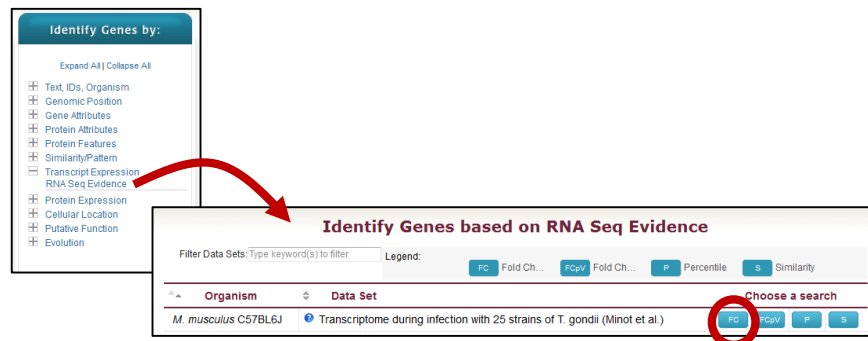 Identify Genes by:
Expand All | Collapse All
Text, IDs, Organism
Genomic Position
Gene Attributes
Protein Attributes
Protein Features
Similarity/Pattern
Transcript Expression
RNA Seq Evidence
Protein Expression
Cellular Location
Putative Function
Evolution
Identify Genes based on RNA Seq Evidence
Filter Data Sets: Type keyword(s) to filter Legend: FC Fold Ch... FCpV Fold Ch... P Percentile S Similarity
Organism Data Set Choose a search
M. musculus C57BL6J ? Transcriptome during infection with 25 strains of T. gondii (Minot et al.) FC FCpV P S